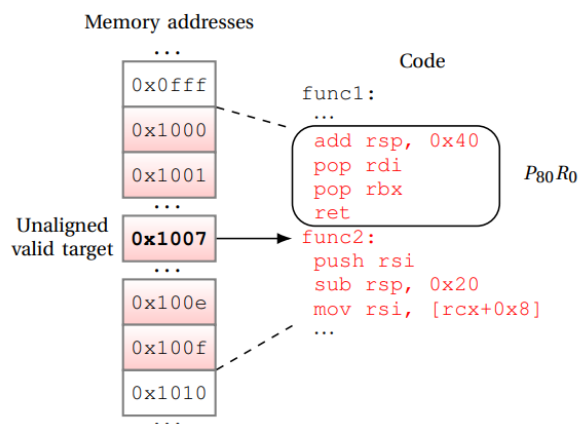 Memory addresses
...
0x0fff
0x1000
0x1001
...
Unaligned
valid target
0x1007
...
0x100e
0x100f
0x1010
...
Code
func1:
...
add rsp, 0x40
pop rdi
pop rbx
ret
P80R0
func2:
push rsi
sub rsp, 0x20
mov rsi, [rcx+0x8]
...